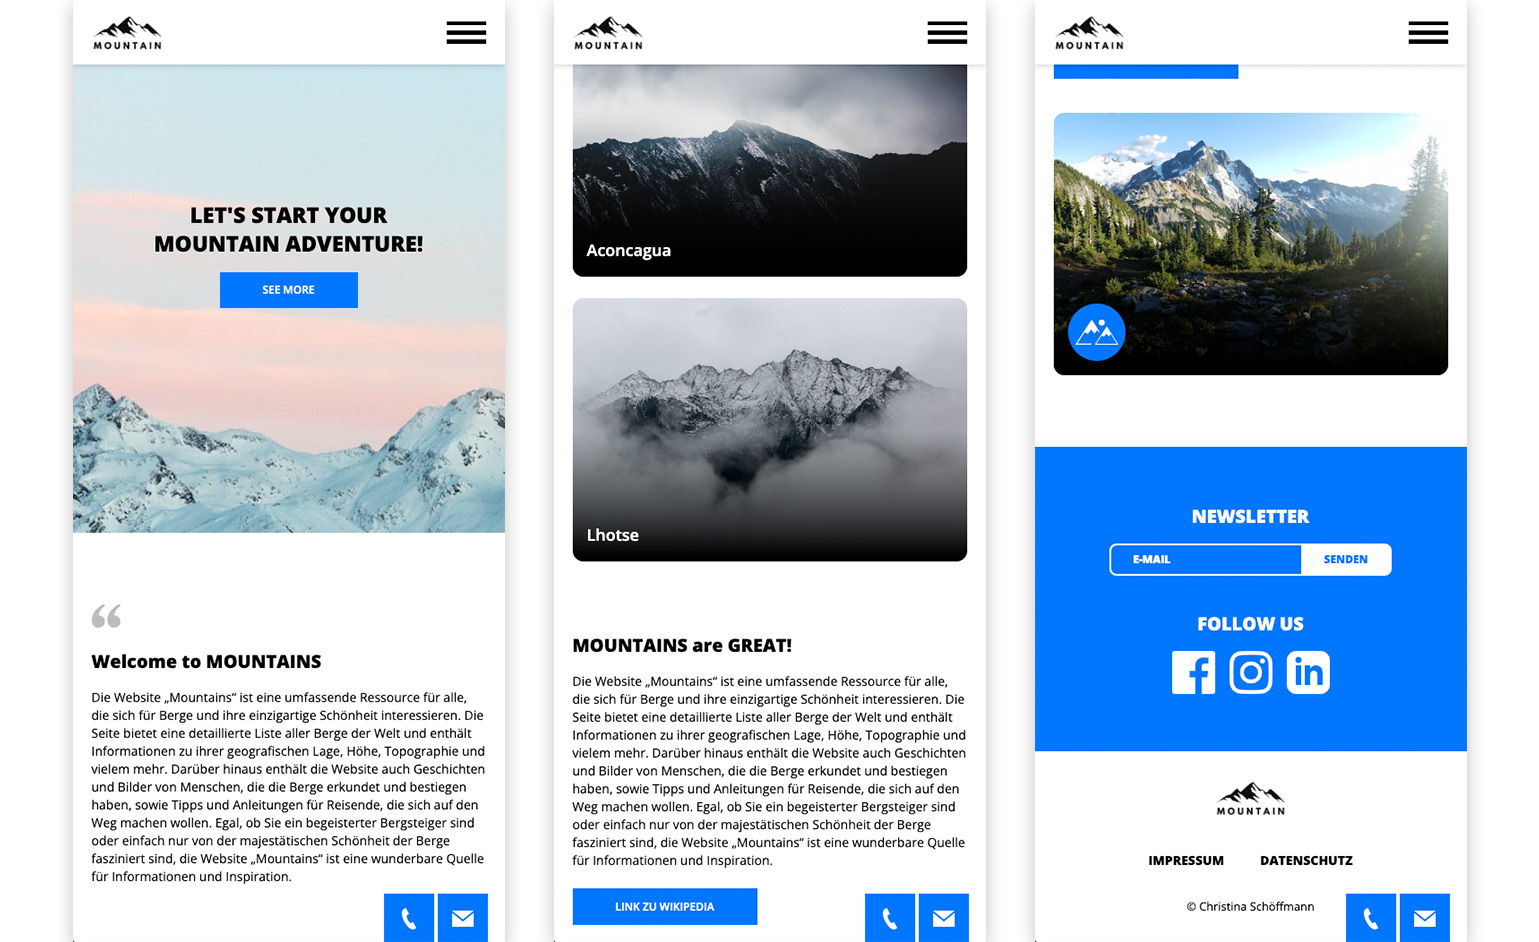 MOUNTAIN
LET'S START YOUR
MOUNTAIN ADVENTURE!
SEE MORE
Welcome to MOUNTAINS
Die Website „Mountains“ ist eine umfassende Ressource für alle,
die sich für Berge und ihre einzigartige Schönheit interessieren. Die
Seite bietet eine detaillierte Liste aller Berge der Welt und enthält
Informationen zu ihrer geografischen Lage, Höhe, Topographie und
vielem mehr. Darüber hinaus enthält die Website auch Geschichten
und Bilder von Menschen, die die Berge erkundet und bestiegen
haben, sowie Tipps und Anleitungen für Reisende, die sich auf den
Weg machen wollen. Egal, ob Sie ein begeisterter Bergsteiger sind
oder einfach nur von der majestätischen Schönheit der Berge
fasziniert sind, die Website „Mountains“ ist eine wunderbare Quelle
für Informationen und Inspiration.
MOUNTAIN
Aconcagua
Lhotse
MOUNTAINS are GREAT!
Die Website „Mountains“ ist eine umfassende Ressource für alle,
die sich für Berge und ihre einzigartige Schönheit interessieren. Die
Seite bietet eine detaillierte Liste aller Berge der Welt und enthält
Informationen zu ihrer geografischen Lage, Höhe, Topographie und
vielem mehr. Darüber hinaus enthält die Website auch Geschichten
und Bilder von Menschen, die die Berge erkundet und bestiegen
haben, sowie Tipps und Anleitungen für Reisende, die sich auf den
Weg machen wollen. Egal, ob Sie ein begeisterter Bergsteiger sind
oder einfach nur von der majestätischen Schönheit der Berge
fasziniert sind, die Website „Mountains“ ist eine wunderbare Quelle
für Informationen und Inspiration.
LINK ZU WIKIPEDIA
MOUNTAIN
NEWSLETTER
E-MAIL SENDEN
FOLLOW US
in
MOUNTAIN
IMPRESSUM DATENSCHUTZ
© Christina Schöffmann